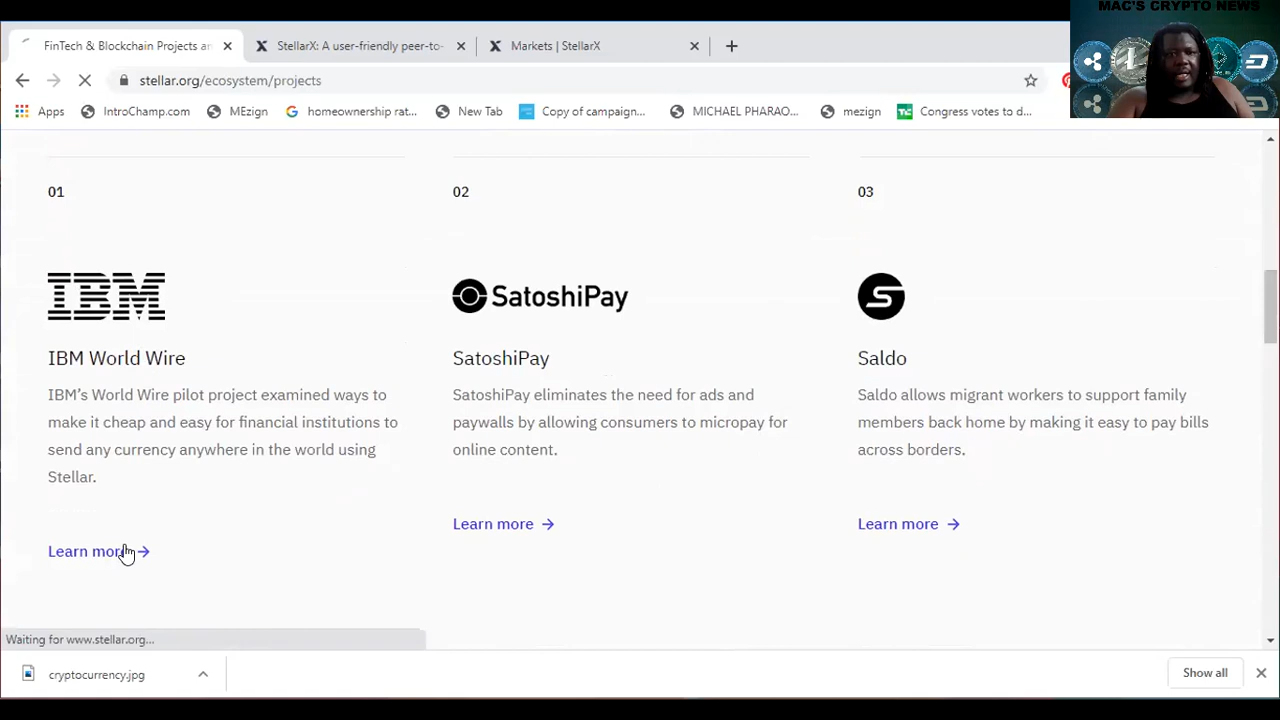 MAC'S CRYPTO NEWS
FinTech & Blockchain Projects an
StellarX: A user-friendly peer-to-
Markets | StellarX
stellar.org/ecosystem/projects
Apps
IntroChamp.com
MEzign
homeownership rat...
New Tab
Copy of campaign...
MICHAEL PHARAO...
mezign
Congress votes to d...
01
02
03
IBM
SatoshiPay
S
IBM World Wire
SatoshiPay
Saldo
IBM's World Wire pilot project examined ways to
make it cheap and easy for financial institutions to
send any currency anywhere in the world using
Stellar.
SatoshiPay eliminates the need for ads and
paywalls by allowing consumers to micropay for
online content.
Saldo allows migrant workers to support family
members back home by making it easy to pay bills
across borders.
Learn more
Learn more
Learn more
Waiting for www.stellar.org...
cryptocurrency.jpg
Show all